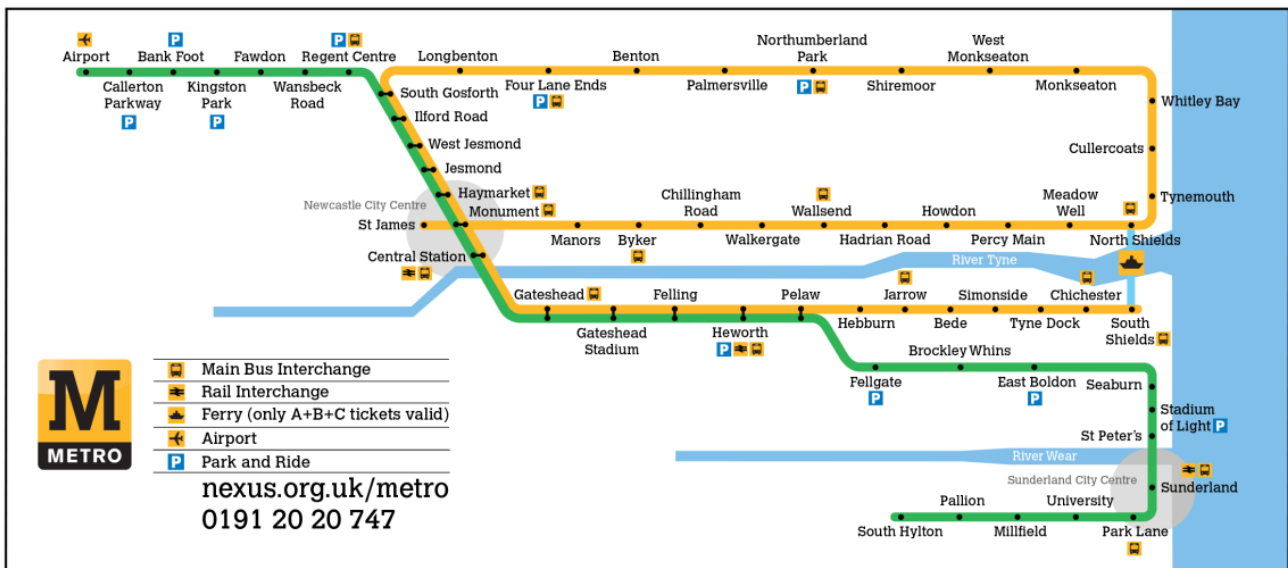 Airport
Callerton
Parkway
Bank Foot
Kingston
Park
Fawdon
Wansbeck
Road
Regent Centre
Longbenton
Four Lane Ends
Benton
Palmersville
Northumberland
Park
Shiremoor
West
Monkseaton
Monkseaton
Whitley Bay
Cullercoats
Tynemouth
South Gosforth
Ilford Road
West Jesmond
Jesmond
Haymarket
Newcastle City Centre
Monument
St James
Central Station
Manors
Byker
Chillingham
Road
Walkergate
Wallsend
Hadrian Road
Howdon
Percy Main
Meadow
Well
North Shields
River Tyne
Gateshead
Gateshead
Stadium
Felling
Heworth
Pelaw
Hebburn
Jarrow
Bede
Simonside
Tyne Dock
Chichester
South
Shields
Brockley Whins
Fellgate
East Boldon
Seaburn
Stadium
of Light
St Peter's
River Wear
Sunderland City Centre
Sunderland
Park Lane
University
Millfield
Pallion
South Hylton
M
METRO
Main Bus Interchange
Rail Interchange
Ferry (only A+B+C tickets valid)
Airport
P Park and Ride
nexus.org.uk/metro
0191 20 20 747